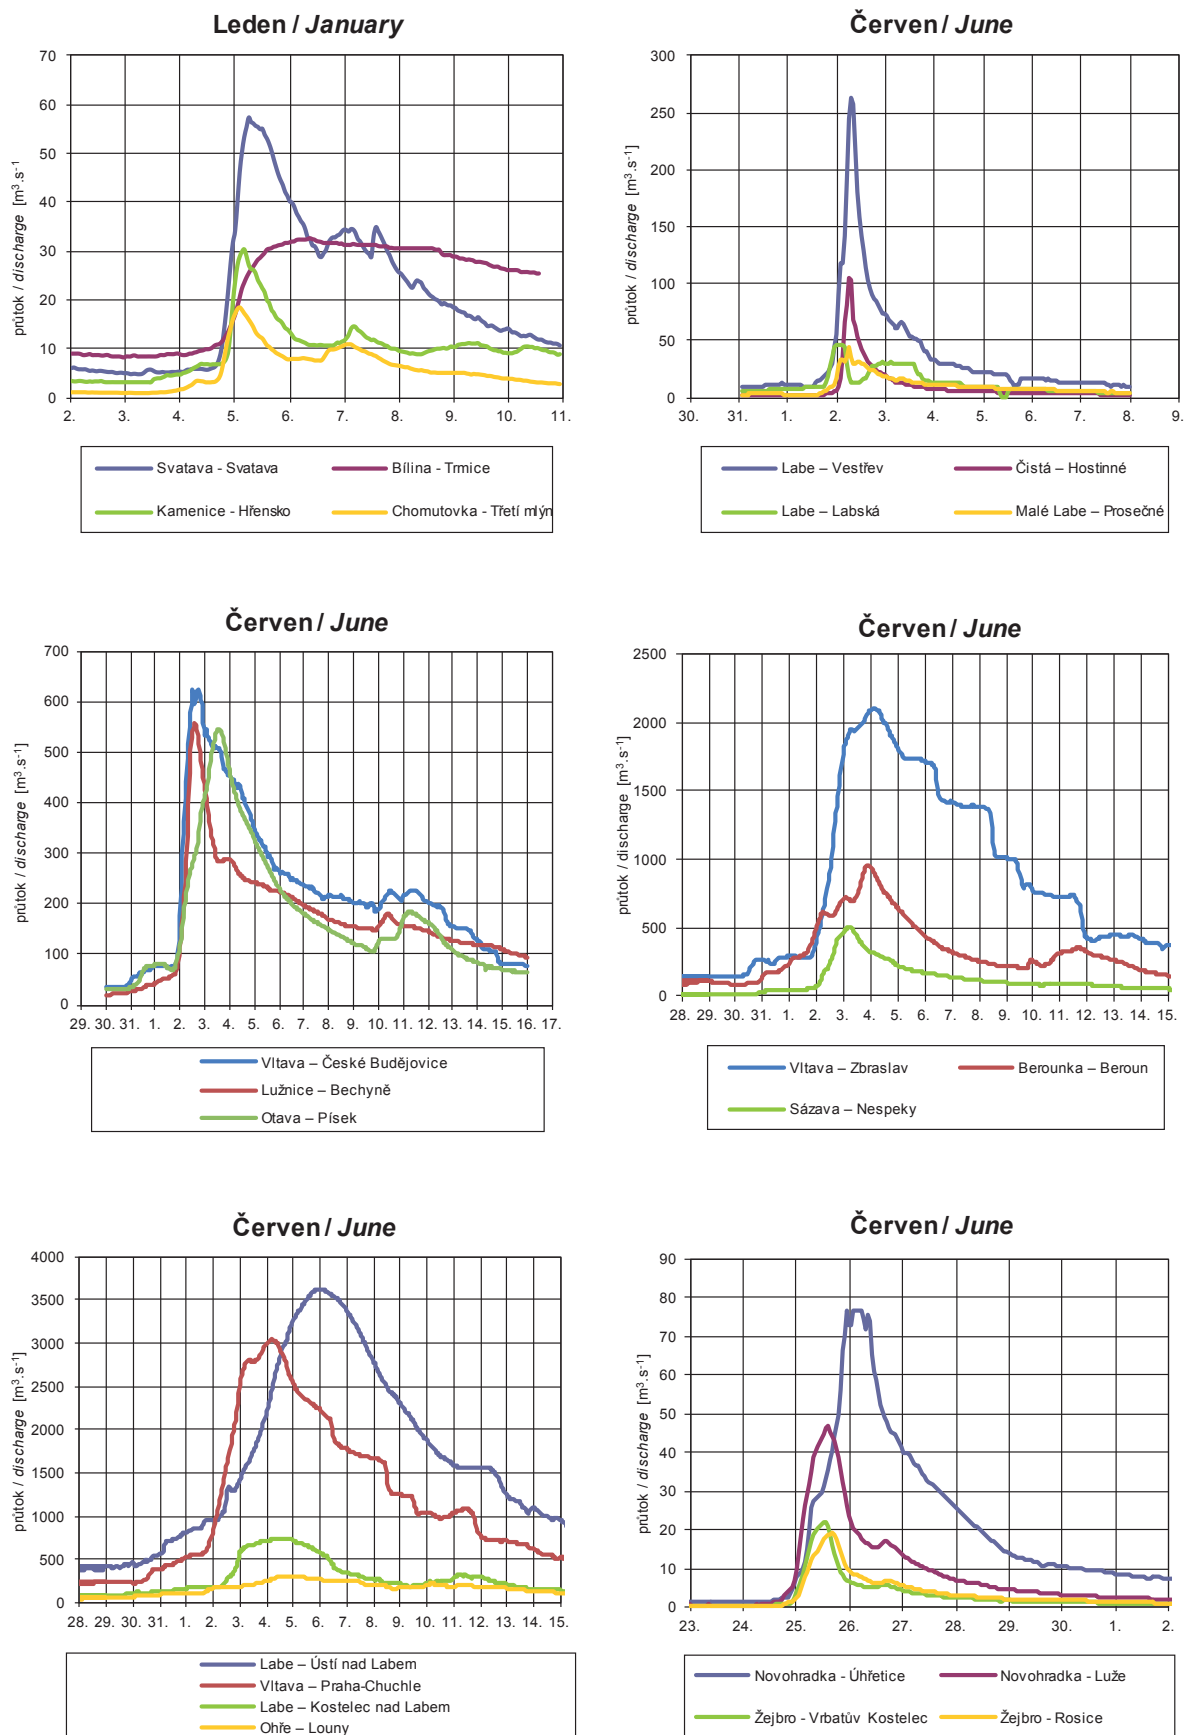 Leden / January
průtok / discharge [m³.s⁻¹]
70
60
50
40
30
20
10
0
2. 3. 4. 5. 6. 7. 8. 9. 10. 11.
Svatava - Svatava
Bílina - Trmice
Kamenice - Hřensko
Chomutovka - Třetí mlýn
Červen / June
průtok / discharge [m³.s⁻¹]
300
250
200
150
100
50
0
30. 31. 1. 2. 3. 4. 5. 6. 7. 8. 9.
Labe – Vestřev
Čistá – Hostinné
Labe – Labská
Malé Labe – Prosečné
Červen / June
průtok / discharge [m³.s⁻¹]
700
600
500
400
300
200
100
0
29. 30. 31. 1. 2. 3. 4. 5. 6. 7. 8. 9. 10. 11. 12. 13. 14. 15. 16. 17.
Vltava – České Budějovice
Lužnice – Bechyně
Otava – Písek
Červen / June
průtok / discharge [m³.s⁻¹]
2500
2000
1500
1000
500
0
28. 29. 30. 31. 1. 2. 3. 4. 5. 6. 7. 8. 9. 10. 11. 12. 13. 14. 15.
Vltava – Zbraslav
Berounka – Beroun
Sázava – Nespeky
Červen / June
průtok / discharge [m³.s⁻¹]
4000
3500
3000
2500
2000
1500
1000
500
0
28. 29. 30. 31. 1. 2. 3. 4. 5. 6. 7. 8. 9. 10. 11. 12. 13. 14. 15.
Labe – Ústí nad Labem
Vltava – Praha-Chuchle
Labe – Kostelec nad Labem
Ohře – Louny
Červen / June
průtok / discharge [m³.s⁻¹]
90
80
70
60
50
40
30
20
10
0
23. 24. 25. 26. 27. 28. 29. 30. 1. 2.
Novohradka - Úhřetice
Novohradka - Luže
Žejbro - Vrbatův Kostelec
Žejbro - Rosice